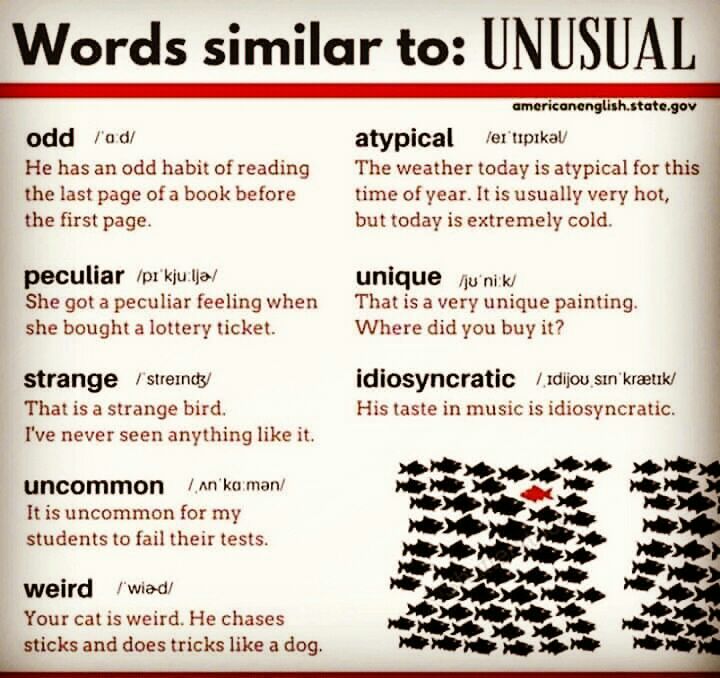 Words similar to: UNUSUAL
americanenglish.state.gov
odd /ˈɑːd/
He has an odd habit of reading
the last page of a book before
the first page.
peculiar /pɪˈkjuːljɚ/
She got a peculiar feeling when
she bought a lottery ticket.
strange /ˈstreɪnʤ/
That is a strange bird.
I've never seen anything like it.
uncommon /ˌʌnˈkɑːmən/
It is uncommon for my
students to fail their tests.
weird /ˈwiɚd/
Your cat is weird. He chases
sticks and does tricks like a dog.
atypical /eɪˈtɪpɪkəl/
The weather today is atypical for this
time of year. It is usually very hot,
but today is extremely cold.
unique /jʊˈniːk/
That is a very unique painting.
Where did you buy it?
idiosyncratic /ˌɪdijoʊˌsɪnˈkrætɪk/
His taste in music is idiosyncratic.